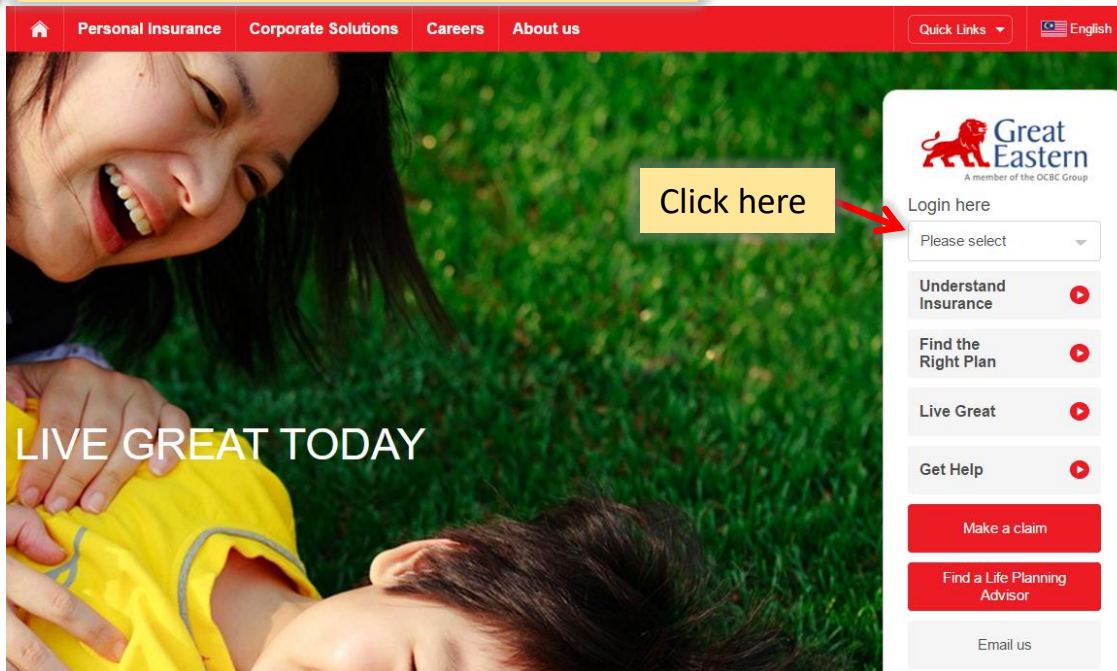 Personal Insurance
Corporate Solutions
Careers
About us
Quick Links
English
Great
Eastern
A member of the OCBC Group
Click here
Login here
Please select
Understand
Insurance
Find the
Right Plan
Live Great
LIVE GREAT TODAY
Get Help
Make a claim
Find a Life Planning
Advisor
Email us